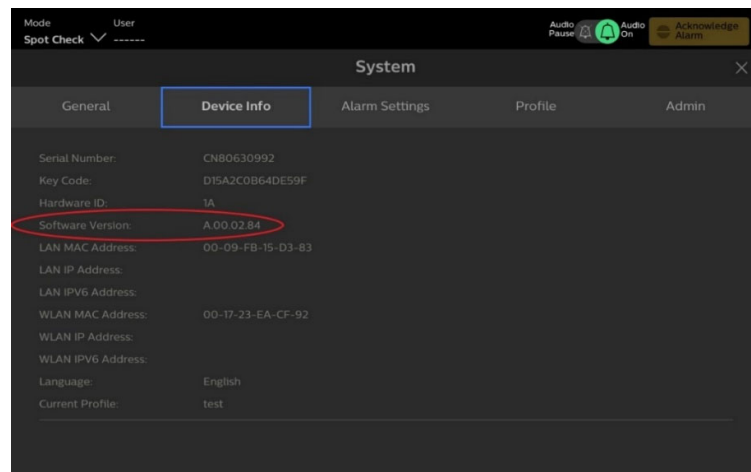 Mode User
Spot Check ------
Audio Pause Audio On Acknowledge Alarm
System
General Device Info Alarm Settings Profile Admin
Serial Number: CN80630992
Key Code: D15A2C0B64DE59F
Hardware ID: 1A
Software Version: A.00.02.84
LAN MAC Address: 00-09-FB-15-D3-83
LAN IP Address:
LAN IPV6 Address:
WLAN MAC Address: 00-17-23-EA-CF-92
WLAN IP Address:
WLAN IPV6 Address:
Language: English
Current Profile: test